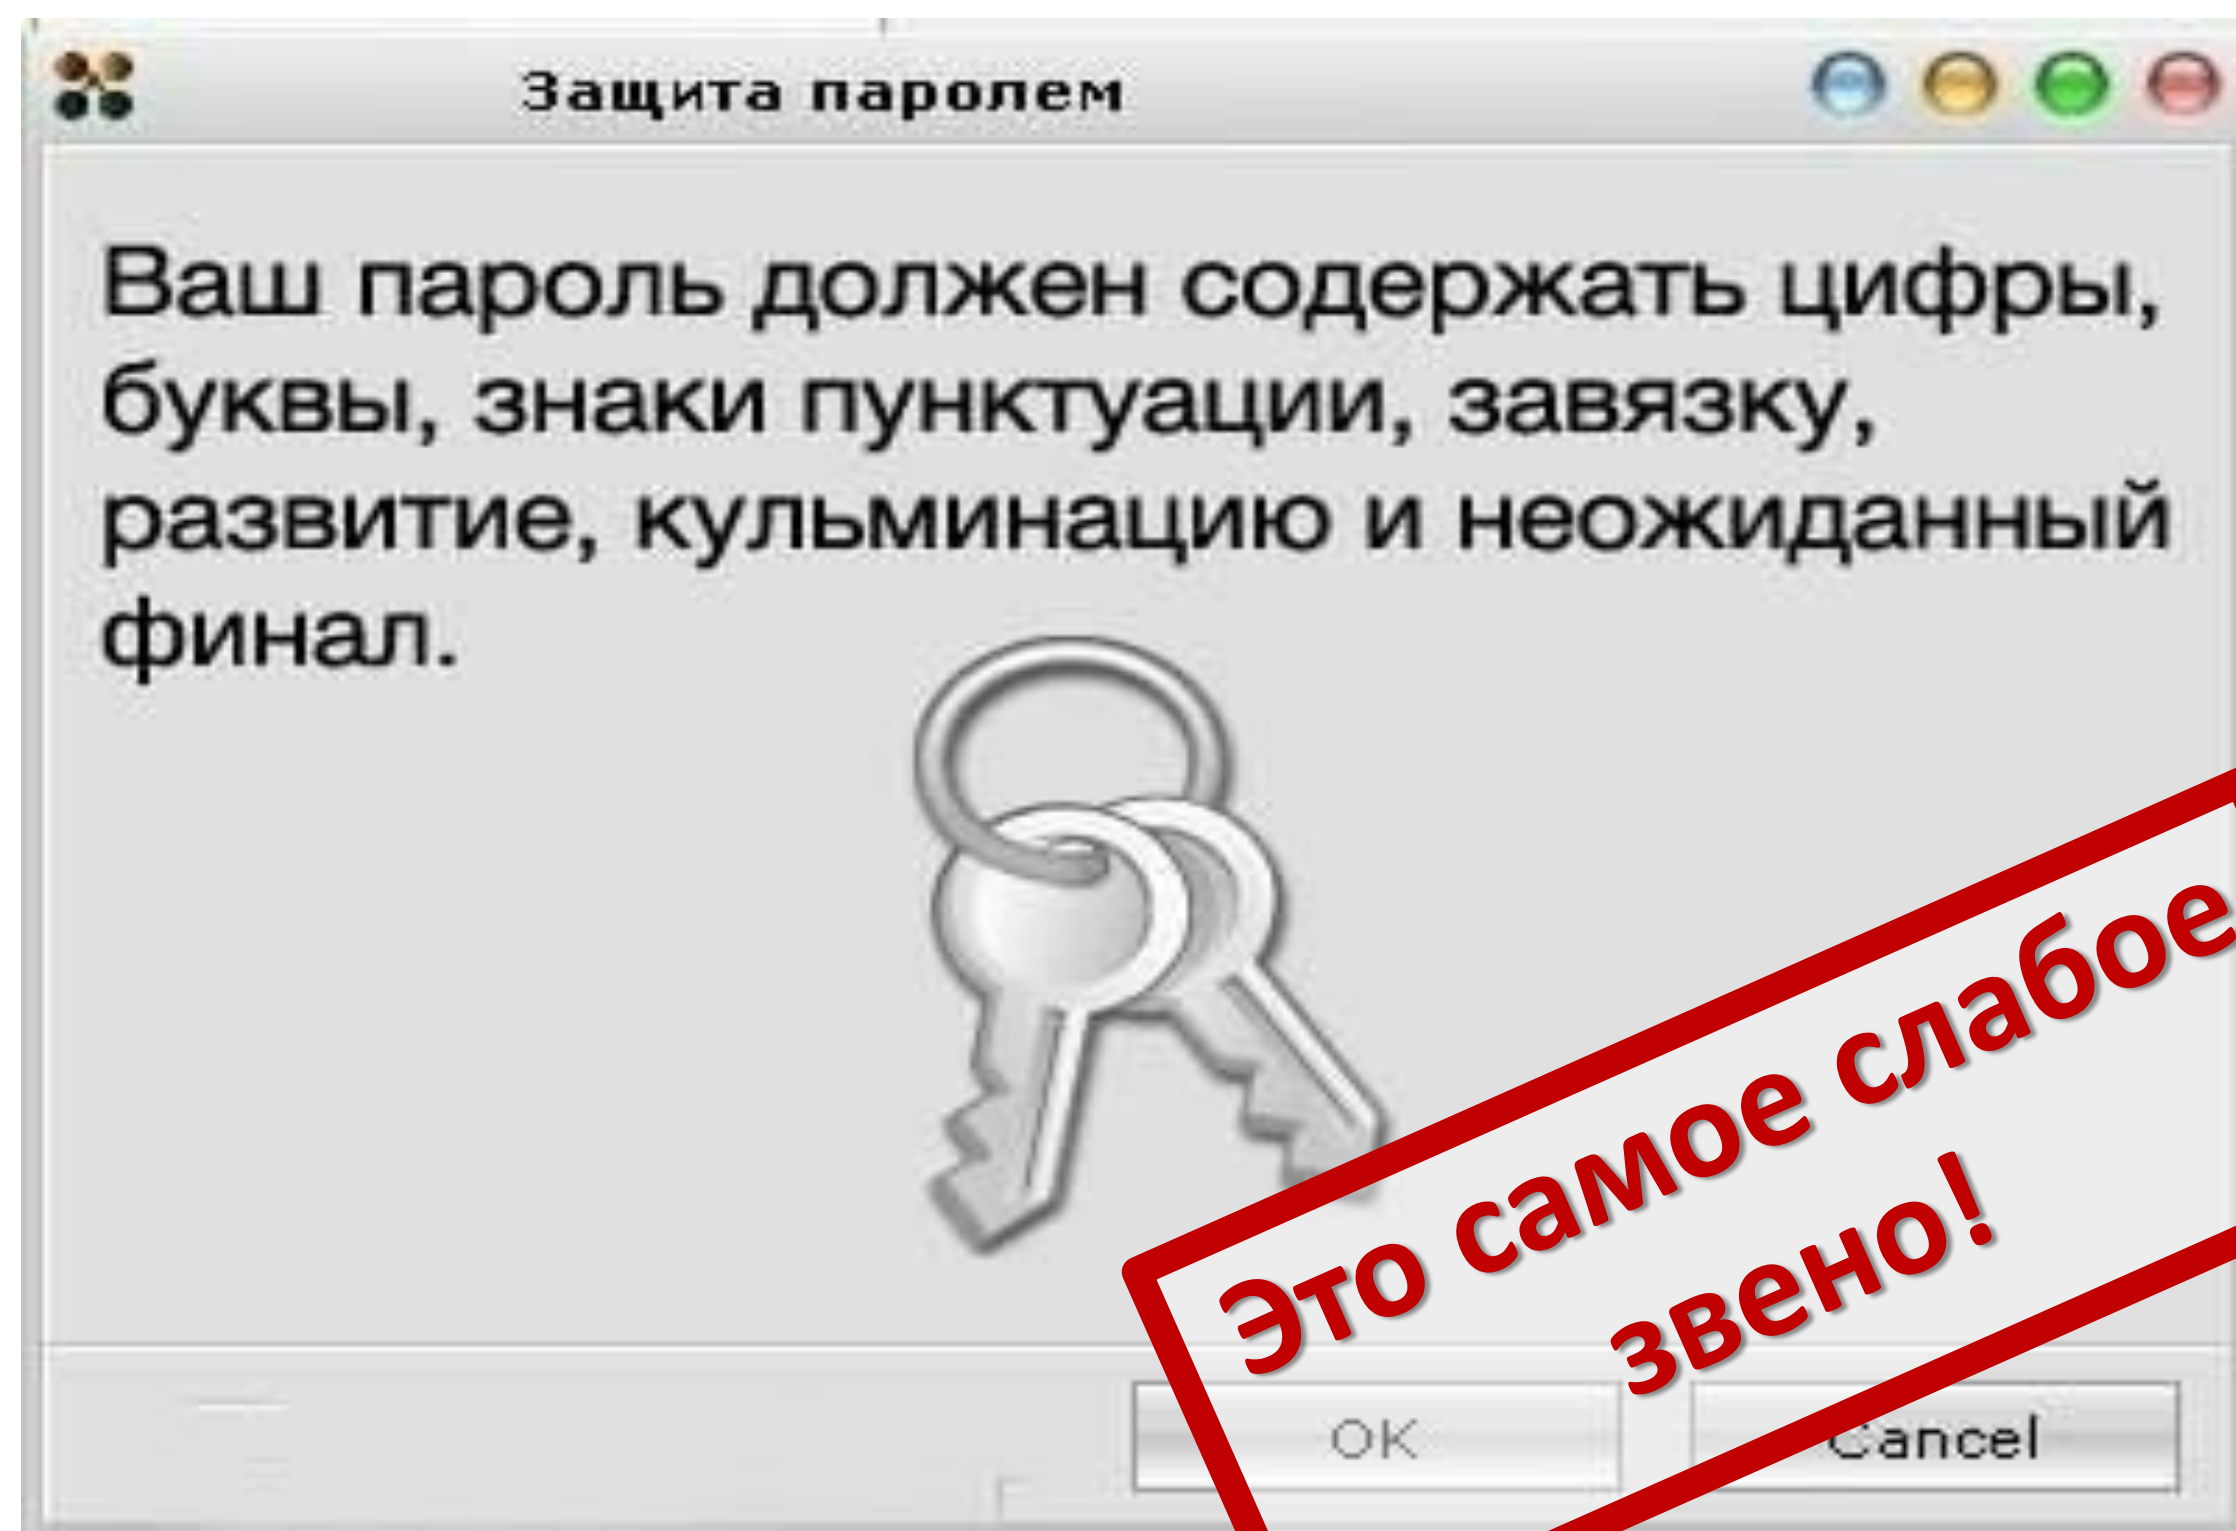 Защита паролем
Ваш пароль должен содержать цифры,
буквы, знаки пунктуации, завязку,
развитие, кульминацию и неожиданный
финал.
Это самое слабое
звено!
OK
Cancel